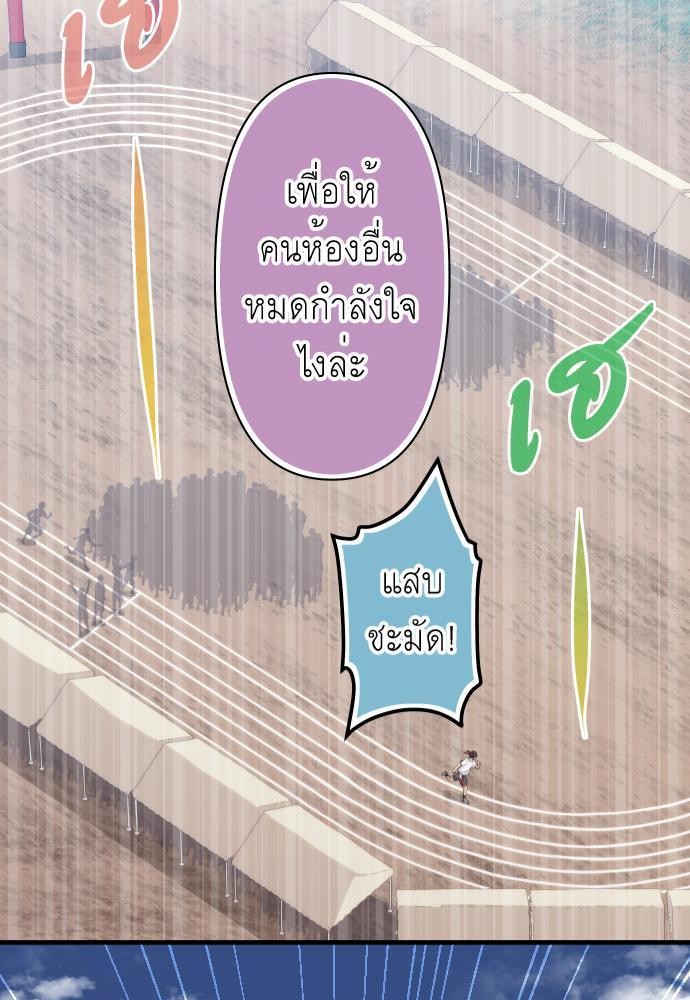 เฮ
เพื่อให้
คนห้องอื่น
หมดกำลังใจ
ไงล่ะ
เฮ
แสบ
ชะมัด!